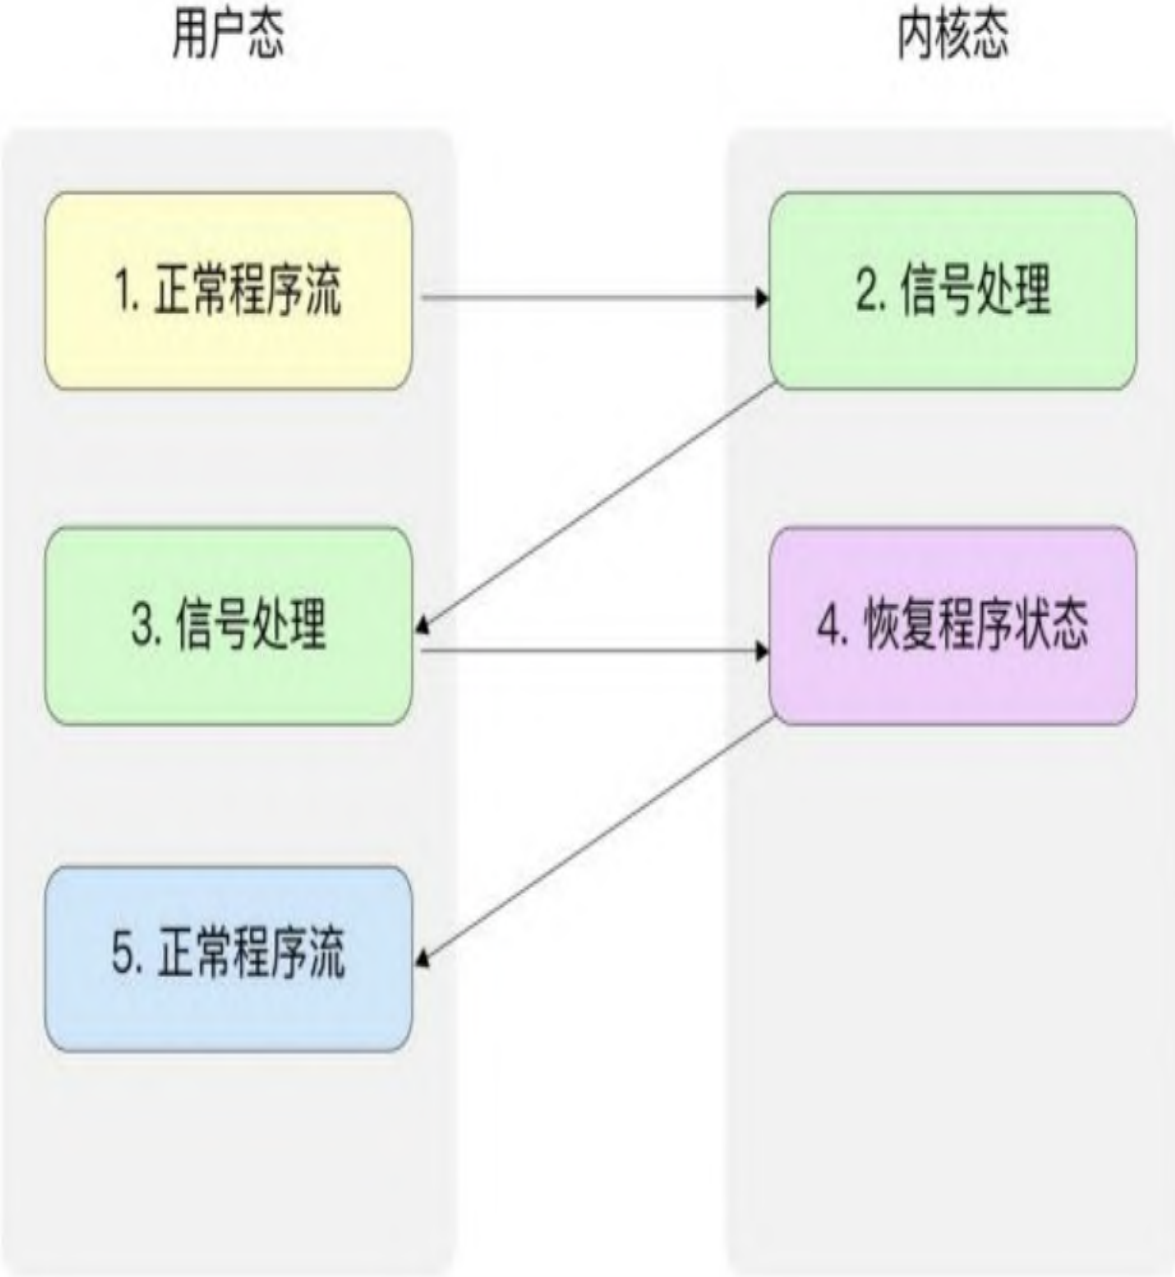 用户态
内核态
1. 正常程序流
2. 信号处理
3. 信号处理
4. 恢复程序状态
5. 正常程序流